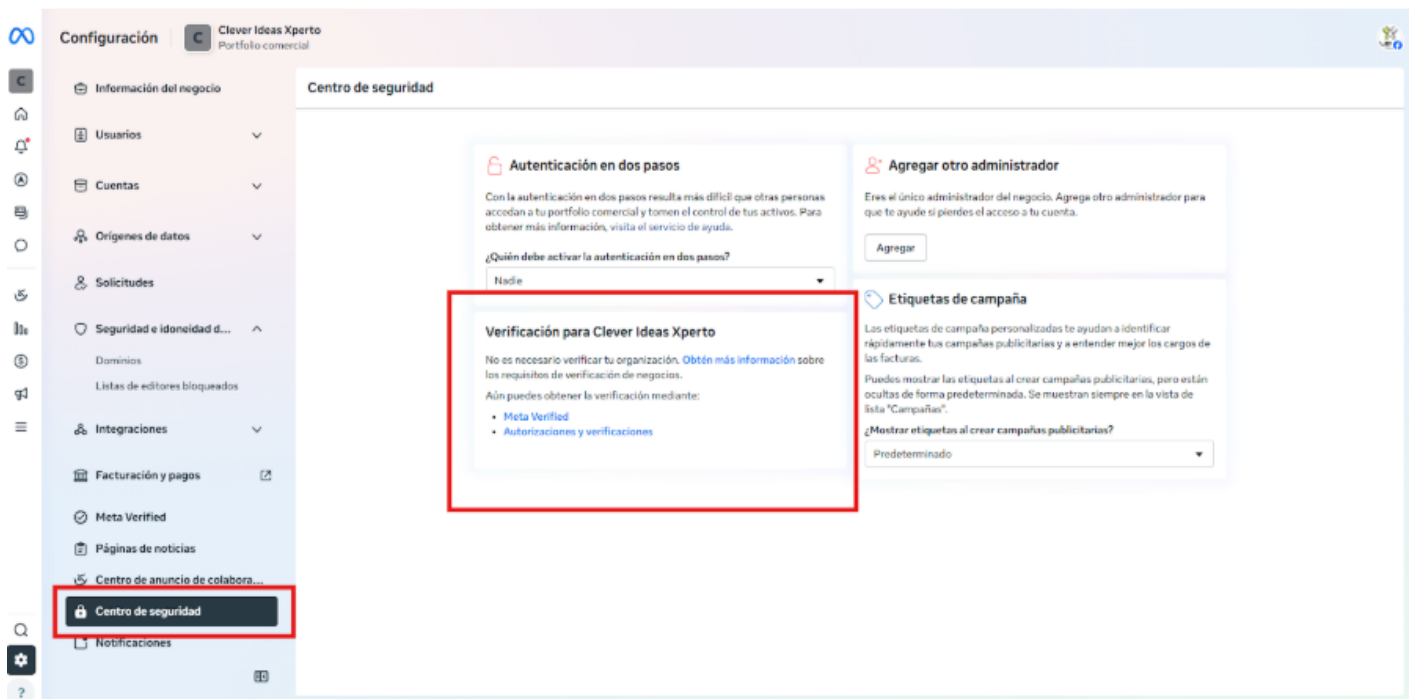 Configuración
C
Clever Ideas Xperto
Portfolio comercial
C
Información del negocio
Usuarios
Cuentas
Orígenes de datos
Solicitudes
Seguridad e idoneidad d...
Dominios
Listas de editores bloqueados
Integraciones
Facturación y pagos
Meta Verified
Páginas de noticias
Centro de anuncio de colabora...
Centro de seguridad
Notificaciones
?
Centro de seguridad
Autenticación en dos pasos
Con la autenticación en dos pasos resulta más difícil que otras personas
accedan a tu portfolio comercial y tomen el control de tus activos. Para
obtener más información, visita el servicio de ayuda.
¿Quién debe activar la autenticación en dos pasos?
Nadie
Verificación para Clever Ideas Xperto
No es necesario verificar tu organización. Obtén más información sobre
los requisitos de verificación de negocios.
Aún puedes obtener la verificación mediante:
• Meta Verified
• Autorizaciones y verificaciones
Agregar otro administrador
Eres el único administrador del negocio. Agrega otro administrador para
que te ayude si pierdes el acceso a tu cuenta.
Agregar
Etiquetas de campaña
Las etiquetas de campaña personalizadas te ayudan a identificar
rápidamente tus campañas publicitarias y a entender mejor los cargos de
las facturas.
Puedes mostrar las etiquetas al crear campañas publicitarias, pero están
ocultas de forma predeterminada. Se muestran siempre en la vista de
lista "Campañas".
¿Mostrar etiquetas al crear campañas publicitarias?
Predeterminado